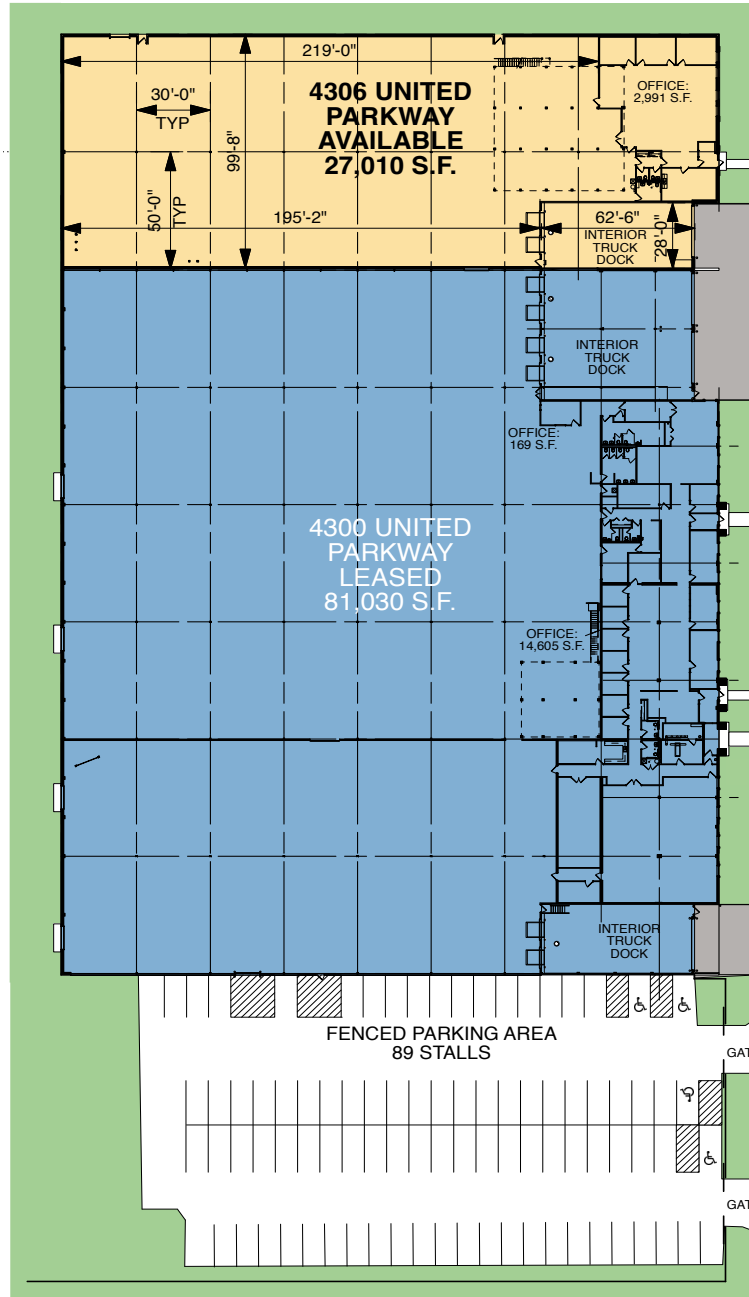 219'-0"
30'-0"
TYP
4306 UNITED
PARKWAY
AVAILABLE
27,010 S.F.
OFFICE:
2,991 S.F.
99'-8"
50'-0"
TYP
195'-2"
62'-6"
28'-0"
INTERIOR
TRUCK
DOCK
INTERIOR
TRUCK
DOCK
OFFICE:
169 S.F.
4300 UNITED
PARKWAY
LEASED
81,030 S.F.
OFFICE:
14,605 S.F.
INTERIOR
TRUCK
DOCK
FENCED PARKING AREA
89 STALLS
GAT
GAT